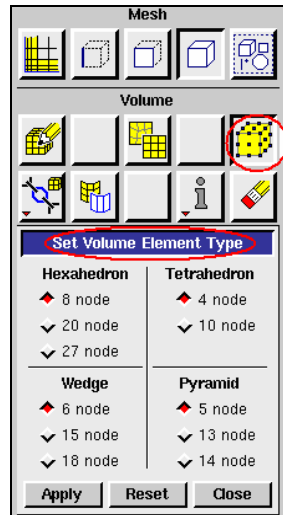 Mesh
Volume
Set Volume Element Type
Hexahedron Tetrahedron
8 node 4 node
20 node 10 node
27 node
Wedge Pyramid
6 node 5 node
15 node 13 node
18 node 14 node
Apply Reset Close